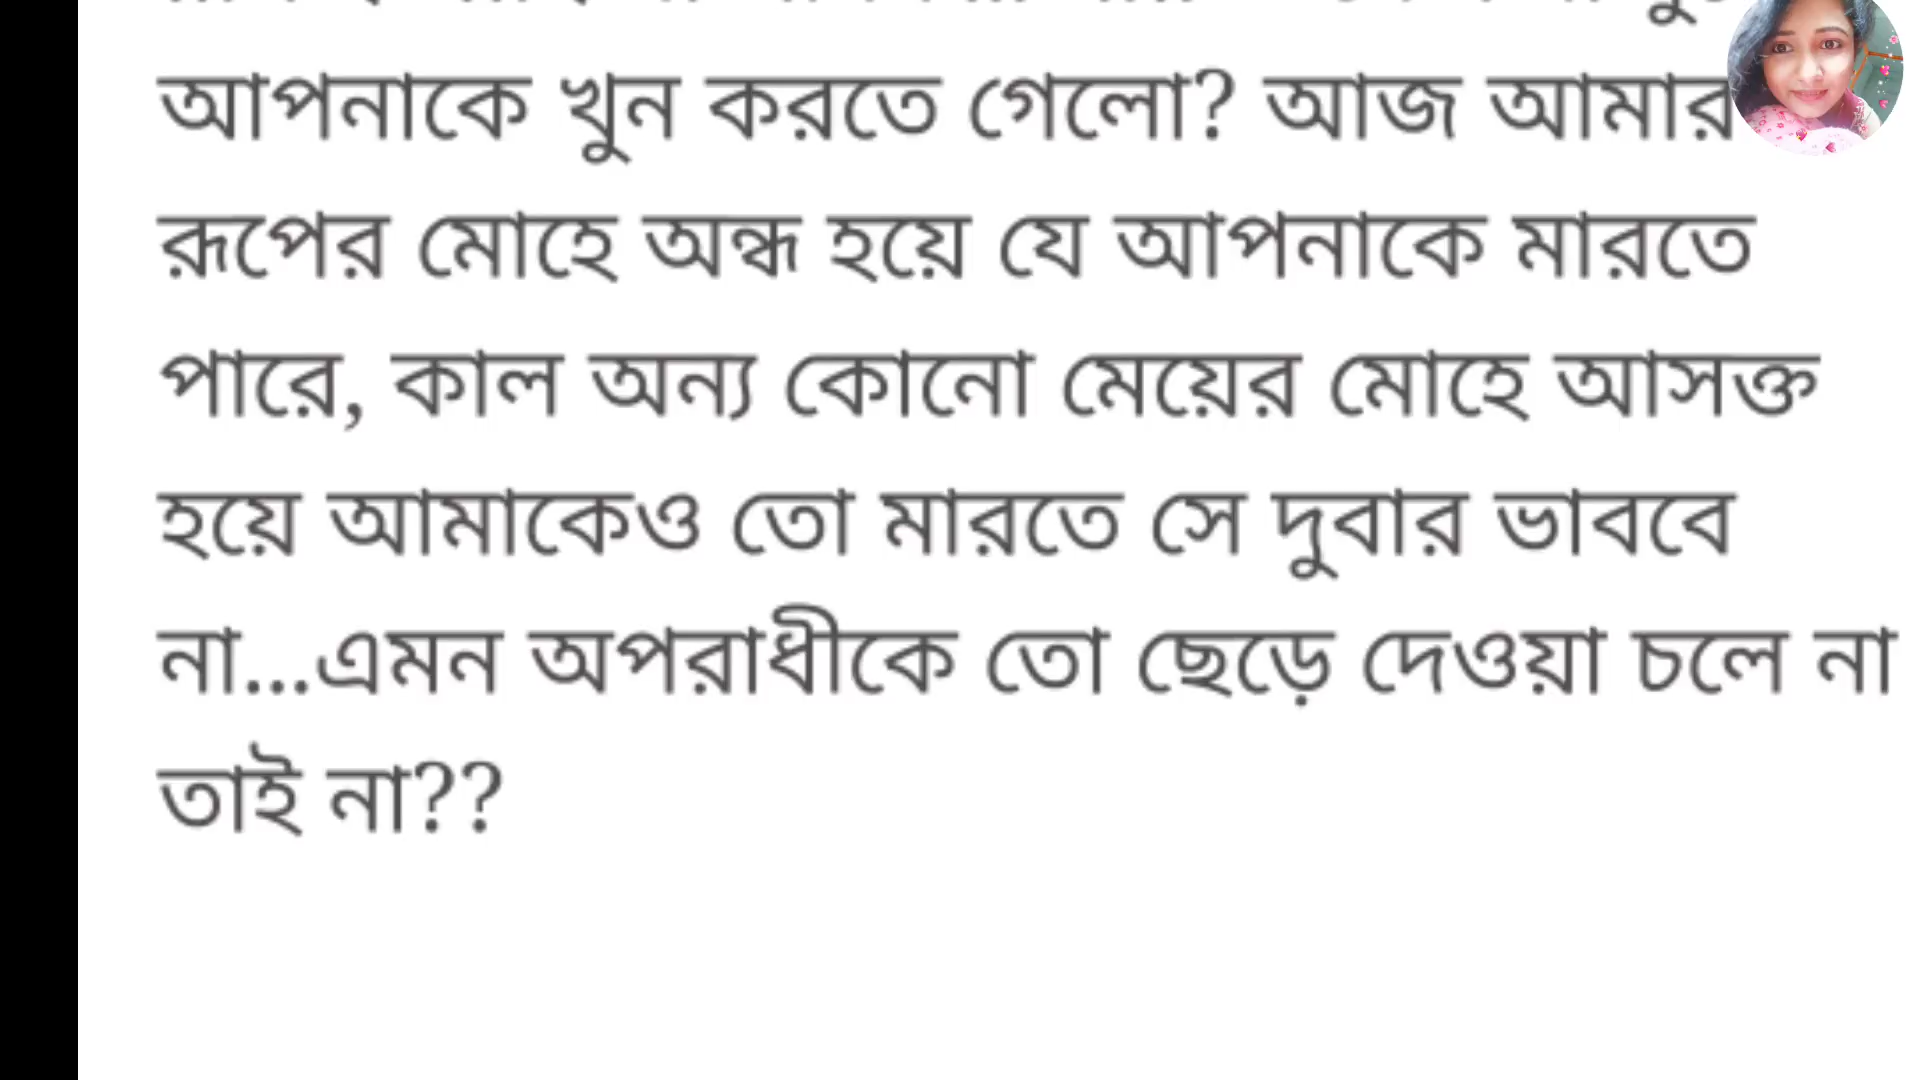 আপনাকে খুন করতে গেলো? আজ আমার
রূপের মোহে অন্ধ হয়ে যে আপনাকে মারতে
পারে, কাল অন্য কোনো মেয়ের মোহে আসক্ত
হয়ে আমাকেও তো মারতে সে দুবার ভাববে
না...এমন অপরাধীকে তো ছেড়ে দেওয়া চলে না
তাই না??